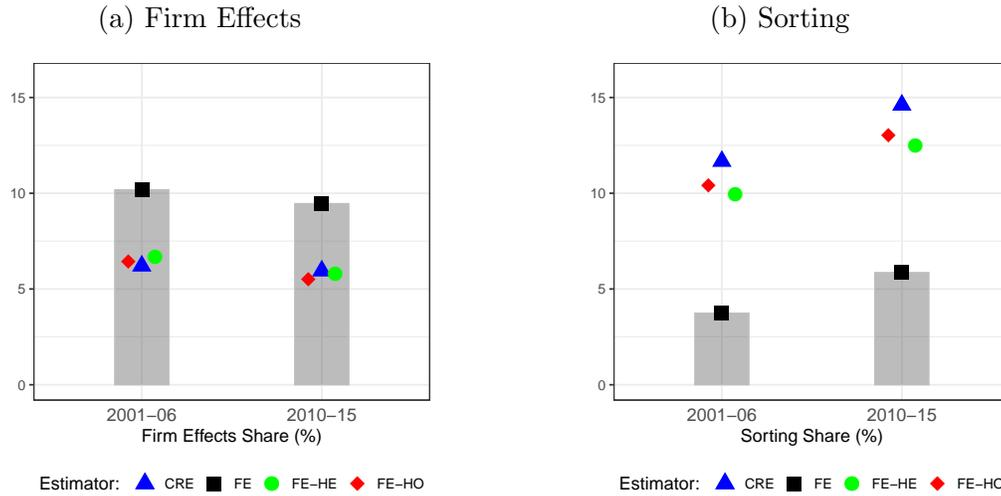 (a) Firm Effects
15
10
5
0
2001–06 2010–15
Firm Effects Share (%)
Estimator: CRE FE FE–HE FE–HO
(b) Sorting
15
10
5
0
2001–06 2010–15
Sorting Share (%)
Estimator: CRE FE FE–HE FE–HO